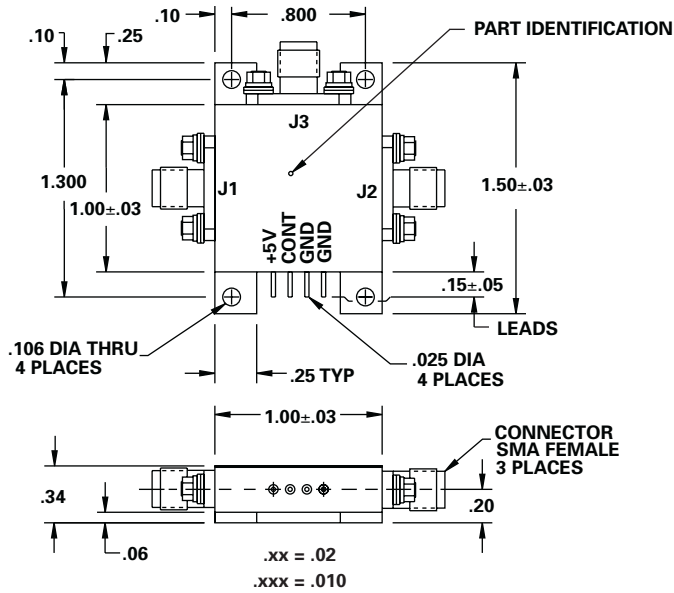 .10
.800
PART IDENTIFICATION
.10
.25
J3
1.300
J1
J2
1.50±.03
1.00±.03
+5V
CONT
GND
GND
.15±.05
LEADS
.106 DIA THRU
4 PLACES
.25 TYP
.025 DIA
4 PLACES
1.00±.03
CONNECTOR
SMA FEMALE
3 PLACES
.34
.20
.06
.xx = .02
.xxx = .010